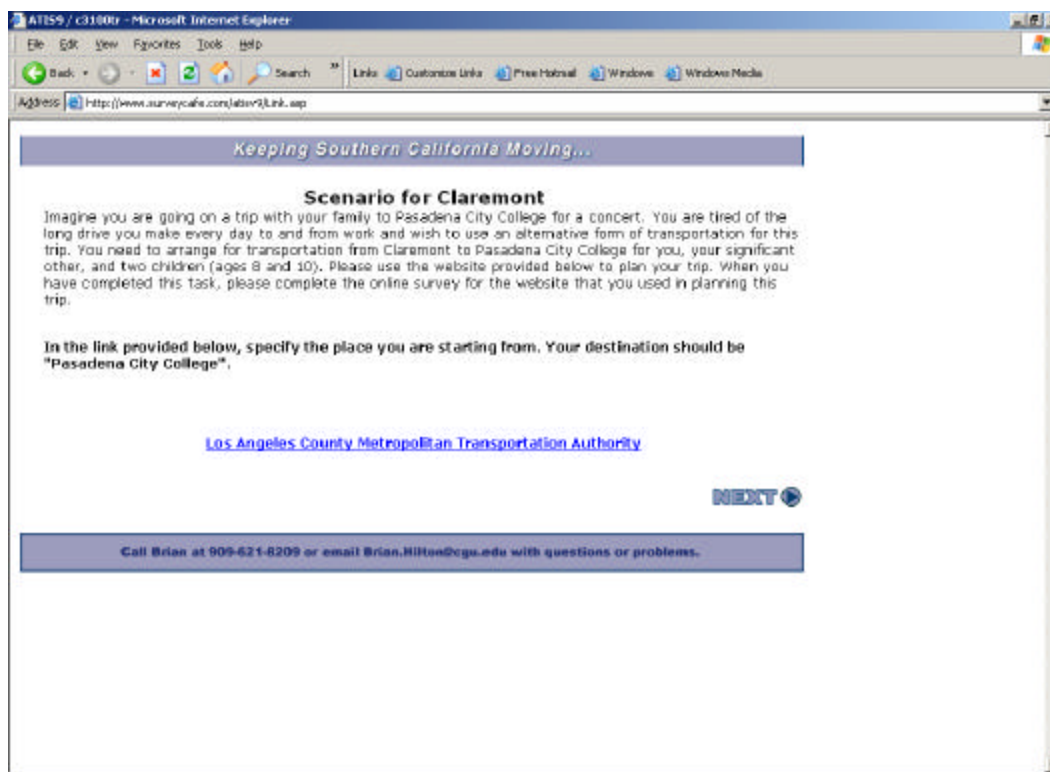 ATIS9 / c3100tr - Microsoft Internet Explorer
File Edit View Favorites Tools Help
Back Search » Links Customize Links Free Hotmail Windows Windows Media
Address http://www.surveycafe.com/atisv9/Link.asp
Keeping Southern California Moving...
Scenario for Claremont
Imagine you are going on a trip with your family to Pasadena City College for a concert. You are tired of the
long drive you make every day to and from work and wish to use an alternative form of transportation for this
trip. You need to arrange for transportation from Claremont to Pasadena City College for you, your significant
other, and two children (ages 8 and 10). Please use the website provided below to plan your trip. When you
have completed this task, please complete the online survey for the website that you used in planning this
trip.
In the link provided below, specify the place you are starting from. Your destination should be
"Pasadena City College".
Los Angeles County Metropolitan Transportation Authority
NEXT
Call Brian at 909-621-8209 or email Brian.Hilton@cgu.edu with questions or problems.